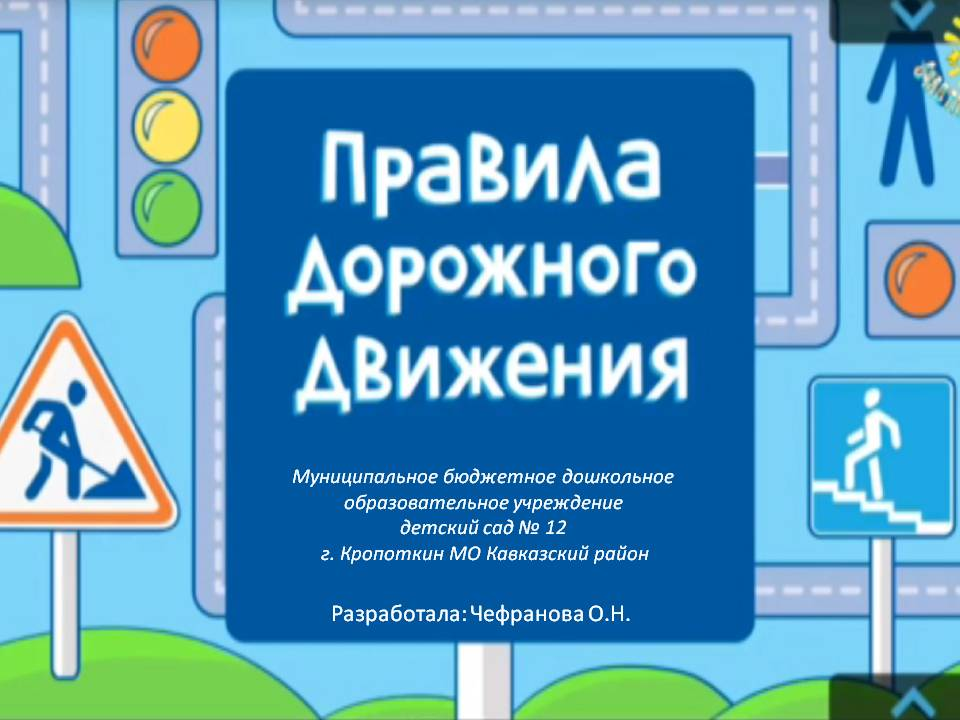 Правила
дорожного
движения
Муниципальное бюджетное дошкольное
образовательное учреждение
детский сад № 12
г. Кропоткин МО Кавказский район
Разработала: Чефранова О.Н.